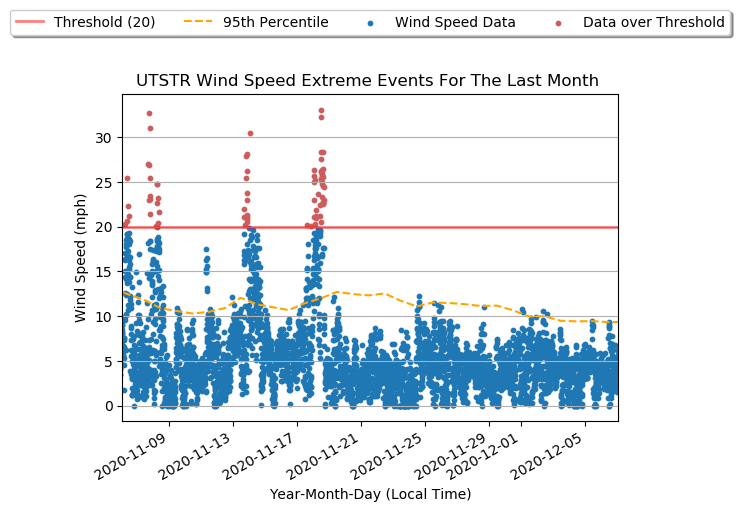 Threshold (20) 95th Percentile Wind Speed Data Data over Threshold
UTSTR Wind Speed Extreme Events For The Last Month
Wind Speed (mph)
30
25
20
15
10
5
0
2020-11-09 2020-11-13 2020-11-17 2020-11-21 2020-11-25 2020-11-29 2020-12-01 2020-12-05
Year-Month-Day (Local Time)